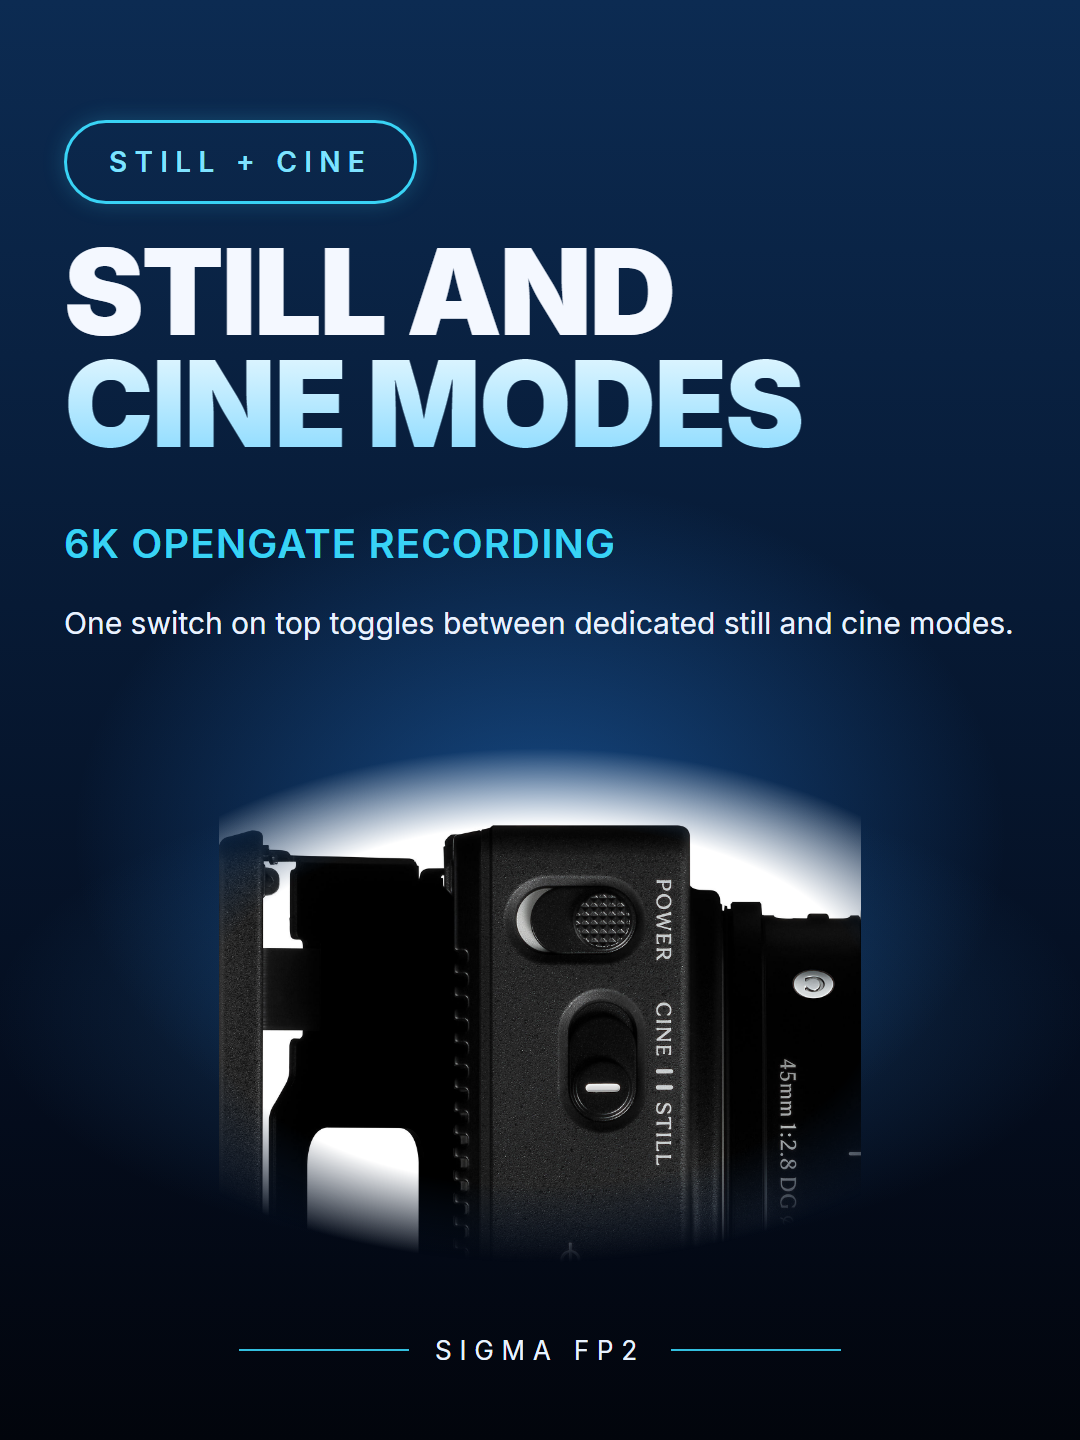 STILL + CINE
STILL AND
CINE MODES
6K OPENGATE RECORDING
One switch on top toggles between dedicated still and cine modes.
POWER
CINE
STILL
45mm 1:2.8 DG
SIGMA FP2